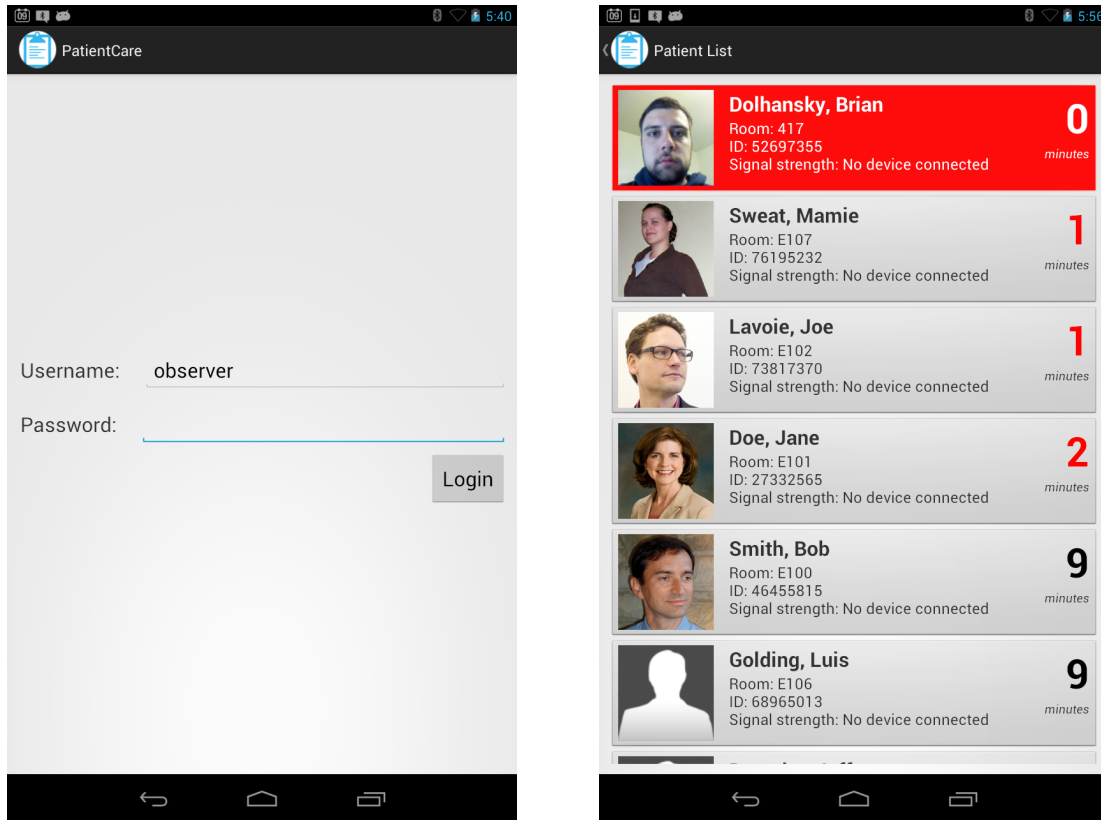 09
5:40
PatientCare
Username: observer
Password:
Login
09
5:56
Patient List
Dolhansky, Brian
Room: 417
ID: 52697355
Signal strength: No device connected
0
minutes
Sweat, Mamie
Room: E107
ID: 76195232
Signal strength: No device connected
1
minutes
Lavoie, Joe
Room: E102
ID: 73817370
Signal strength: No device connected
1
minutes
Doe, Jane
Room: E101
ID: 27332565
Signal strength: No device connected
2
minutes
Smith, Bob
Room: E100
ID: 46455815
Signal strength: No device connected
9
minutes
Golding, Luis
Room: E106
ID: 68965013
Signal strength: No device connected
9
minutes